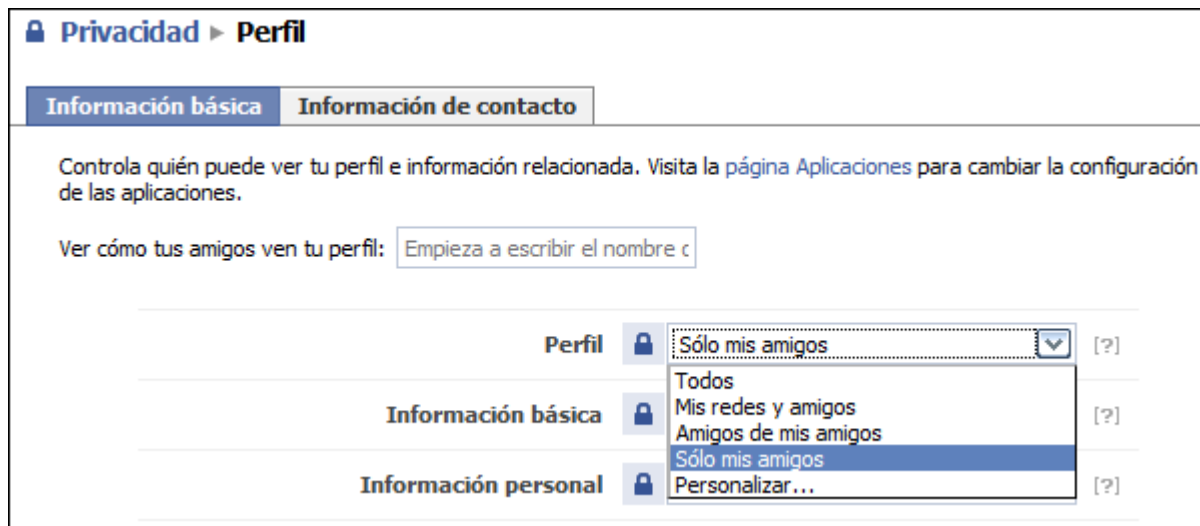 Privacidad ▸ Perfil
Información básica Información de contacto
Controla quién puede ver tu perfil e información relacionada. Visita la página Aplicaciones para cambiar la configuración
de las aplicaciones.
Ver cómo tus amigos ven tu perfil: Empieza a escribir el nombre
Perfil Sólo mis amigos [?]
Todos
Mis redes y amigos
Información básica [?]
Amigos de mis amigos
Sólo mis amigos
Información personal Personalizar... [?]